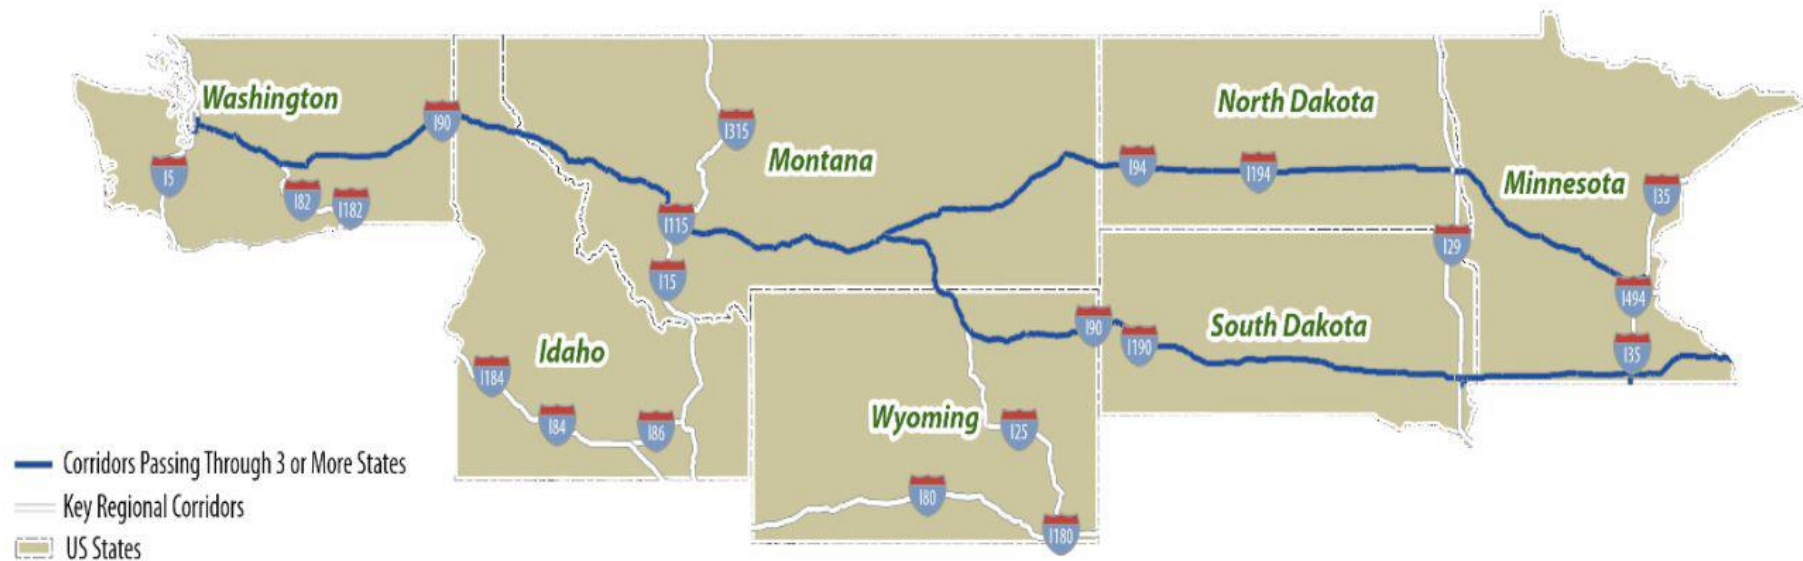 Washington
North Dakota
Montana
Minnesota
Idaho
South Dakota
Wyoming
I5
I82
I182
I90
I315
I115
I15
I184
I84
I86
I94
I194
I29
I35
I494
I35
I90
I190
I25
I80
I180
Corridors Passing Through 3 or More States
Key Regional Corridors
US States